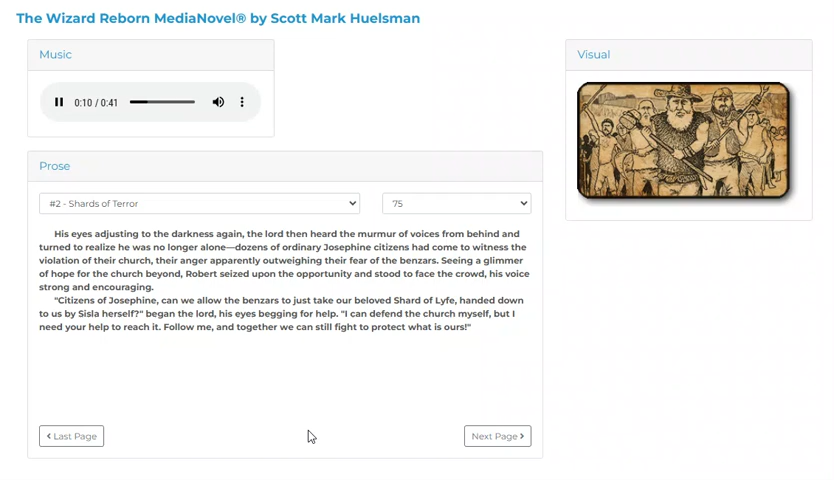 The Wizard Reborn MediaNovel® by Scott Mark Huelsman
Music
0:10 / 0:41
Visual
Prose
#2 - Shards of Terror
75
His eyes adjusting to the darkness again, the lord then heard the murmur of voices from behind and
turned to realize he was no longer alone—dozens of ordinary Josephine citizens had come to witness the
violation of their church, their anger apparently outweighing their fear of the benzars. Seeing a glimmer
of hope for the church beyond, Robert seized upon the opportunity and stood to face the crowd, his voice
strong and encouraging.
"Citizens of Josephine, can we allow the benzars to just take our beloved Shard of Lyfe, handed down
to us by Sisla herself?" began the lord, his eyes begging for help. "I can defend the church myself, but I
need your help to reach it. Follow me, and together we can still fight to protect what is ours!"
Last Page
Next Page